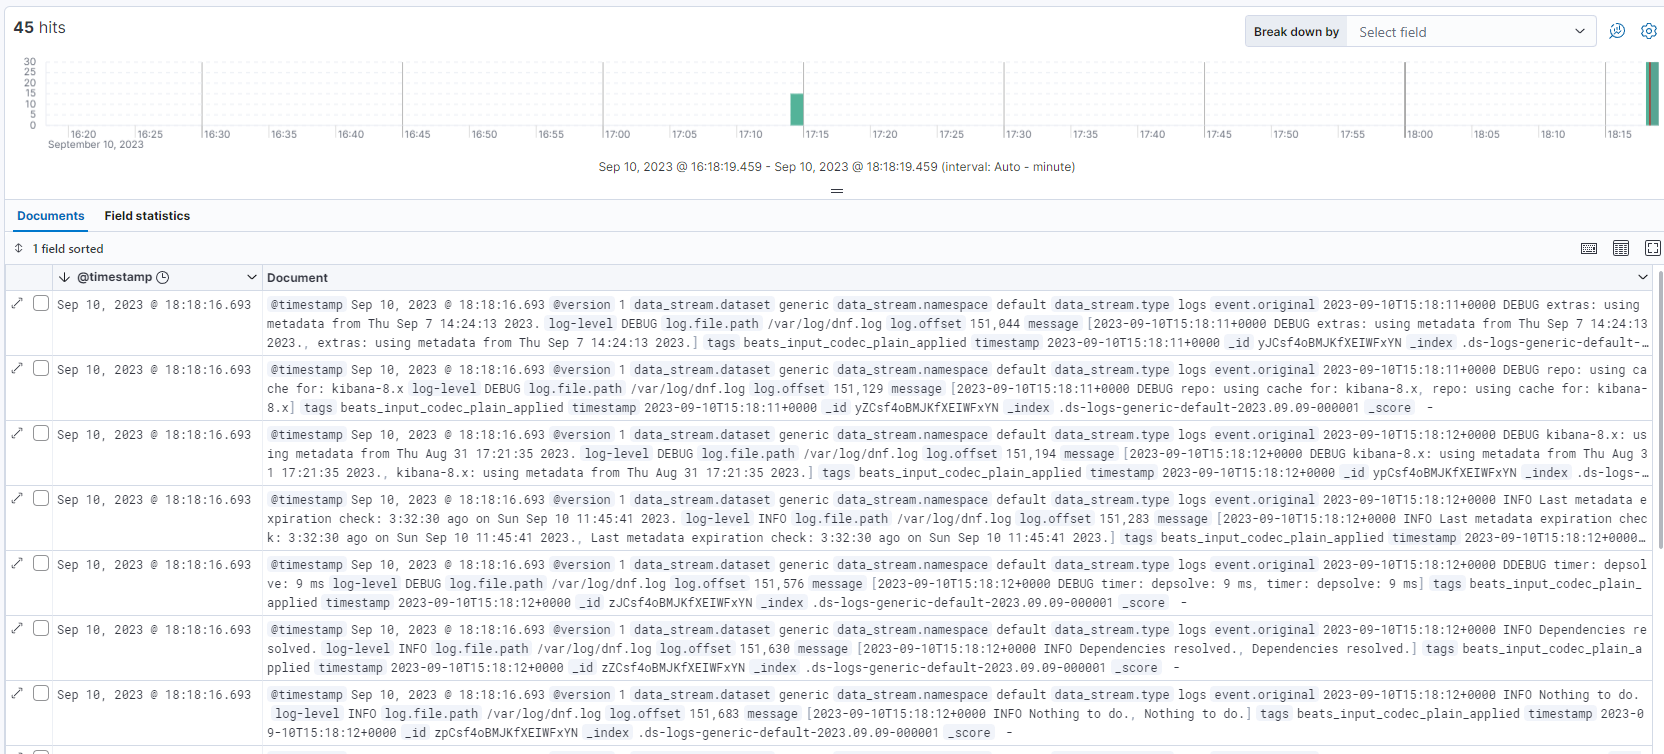 45 hits
Break down by Select field
30
25
20
15
10
5
0
16:20 16:25 16:30 16:35 16:40 16:45 16:50 16:55 17:00 17:05 17:10 17:15 17:20 17:25 17:30 17:35 17:40 17:45 17:50 17:55 18:00 18:05 18:10 18:15
September 10, 2023
Sep 10, 2023 @ 16:18:19.459 - Sep 10, 2023 @ 18:18:19.459 (interval: Auto - minute)
Documents Field statistics
1 field sorted
@timestamp Document
Sep 10, 2023 @ 18:18:16.693 @timestamp Sep 10, 2023 @ 18:18:16.693 @version 1 data_stream.dataset generic data_stream.namespace default data_stream.type logs event.original 2023-09-10T15:18:11+0000 DEBUG extras: using
metadata from Thu Sep 7 14:24:13 2023. log-level DEBUG log.file.path /var/log/dnf.log log.offset 151,044 message [2023-09-10T15:18:11+0000 DEBUG extras: using metadata from Thu Sep 7 14:24:13
2023., extras: using metadata from Thu Sep 7 14:24:13 2023.] tags beats_input_codec_plain_applied timestamp 2023-09-10T15:18:11+0000 _id yJCsf4oBMJKfXEIWFxYN _index .ds-logs-generic-default-…
Sep 10, 2023 @ 18:18:16.693 @timestamp Sep 10, 2023 @ 18:18:16.693 @version 1 data_stream.dataset generic data_stream.namespace default data_stream.type logs event.original 2023-09-10T15:18:11+0000 DEBUG repo: using ca
che for: kibana-8.x log-level DEBUG log.file.path /var/log/dnf.log log.offset 151,129 message [2023-09-10T15:18:11+0000 DEBUG repo: using cache for: kibana-8.x, repo: using cache for: kibana-
8.x] tags beats_input_codec_plain_applied timestamp 2023-09-10T15:18:11+0000 _id yZCsf4oBMJKfXEIWFxYN _index .ds-logs-generic-default-2023.09.09-000001 _score -
Sep 10, 2023 @ 18:18:16.693 @timestamp Sep 10, 2023 @ 18:18:16.693 @version 1 data_stream.dataset generic data_stream.namespace default data_stream.type logs event.original 2023-09-10T15:18:12+0000 DEBUG kibana-8.x: us
ing metadata from Thu Aug 31 17:21:35 2023. log-level DEBUG log.file.path /var/log/dnf.log log.offset 151,194 message [2023-09-10T15:18:12+0000 DEBUG kibana-8.x: using metadata from Thu Aug 3
1 17:21:35 2023., kibana-8.x: using metadata from Thu Aug 31 17:21:35 2023.] tags beats_input_codec_plain_applied timestamp 2023-09-10T15:18:12+0000 _id ypCsf4oBMJKfXEIWFxYN _index .ds-logs-…
Sep 10, 2023 @ 18:18:16.693 @timestamp Sep 10, 2023 @ 18:18:16.693 @version 1 data_stream.dataset generic data_stream.namespace default data_stream.type logs event.original 2023-09-10T15:18:12+0000 INFO Last metadata e
xpiration check: 3:32:30 ago on Sun Sep 10 11:45:41 2023. log-level INFO log.file.path /var/log/dnf.log log.offset 151,283 message [2023-09-10T15:18:12+0000 INFO Last metadata expiration chec
k: 3:32:30 ago on Sun Sep 10 11:45:41 2023., Last metadata expiration check: 3:32:30 ago on Sun Sep 10 11:45:41 2023.] tags beats_input_codec_plain_applied timestamp 2023-09-10T15:18:12+0000…
Sep 10, 2023 @ 18:18:16.693 @timestamp Sep 10, 2023 @ 18:18:16.693 @version 1 data_stream.dataset generic data_stream.namespace default data_stream.type logs event.original 2023-09-10T15:18:12+0000 DDEBUG timer: depsol
ve: 9 ms log-level DEBUG log.file.path /var/log/dnf.log log.offset 151,576 message [2023-09-10T15:18:12+0000 DEBUG timer: depsolve: 9 ms, timer: depsolve: 9 ms] tags beats_input_codec_plain_
applied timestamp 2023-09-10T15:18:12+0000 _id zJCsf4oBMJKfXEIWFxYN _index .ds-logs-generic-default-2023.09.09-000001 _score -
Sep 10, 2023 @ 18:18:16.693 @timestamp Sep 10, 2023 @ 18:18:16.693 @version 1 data_stream.dataset generic data_stream.namespace default data_stream.type logs event.original 2023-09-10T15:18:12+0000 INFO Dependencies re
solved. log-level INFO log.file.path /var/log/dnf.log log.offset 151,630 message [2023-09-10T15:18:12+0000 INFO Dependencies resolved., Dependencies resolved.] tags beats_input_codec_plain_a
pplied timestamp 2023-09-10T15:18:12+0000 _id zZCsf4oBMJKfXEIWFxYN _index .ds-logs-generic-default-2023.09.09-000001 _score -
Sep 10, 2023 @ 18:18:16.693 @timestamp Sep 10, 2023 @ 18:18:16.693 @version 1 data_stream.dataset generic data_stream.namespace default data_stream.type logs event.original 2023-09-10T15:18:12+0000 INFO Nothing to do.
log-level INFO log.file.path /var/log/dnf.log log.offset 151,683 message [2023-09-10T15:18:12+0000 INFO Nothing to do., Nothing to do.] tags beats_input_codec_plain_applied timestamp 2023-0
9-10T15:18:12+0000 _id zpCsf4oBMJKfXEIWFxYN _index .ds-logs-generic-default-2023.09.09-000001 _score -